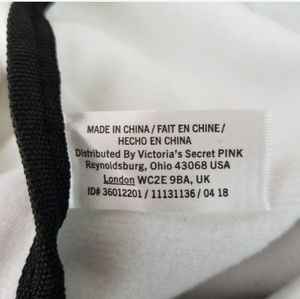 MADE IN CHINA / FAIT EN CHINE /
HECHO EN CHINA
Distributed By Victoria's Secret PINK
Reynoldsburg, Ohio 43068 USA
London WC2E 9BA, UK
ID# 36012201 / 11131136 / 04 18